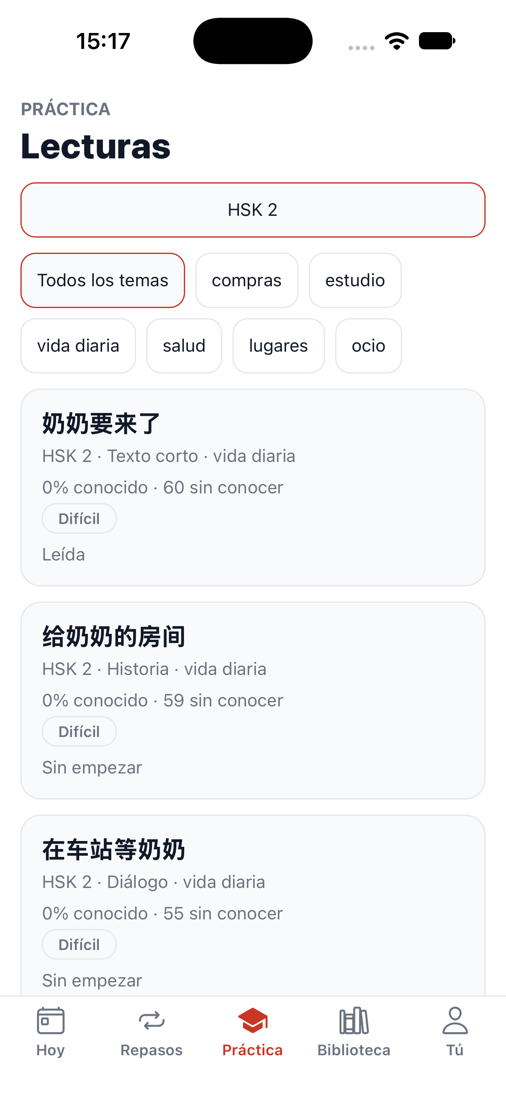 15:17
PRÁCTICA
Lecturas
HSK 2
Todos los temas
compras
estudio
vida diaria
salud
lugares
ocio
奶奶要来了
HSK 2 · Texto corto · vida diaria
0% conocido · 60 sin conocer
Difícil
Leída
给奶奶的房间
HSK 2 · Historia · vida diaria
0% conocido · 59 sin conocer
Difícil
Sin empezar
在车站等奶奶
HSK 2 · Diálogo · vida diaria
0% conocido · 55 sin conocer
Difícil
Sin empezar
Hoy
Repasos
Práctica
Biblioteca
Tú